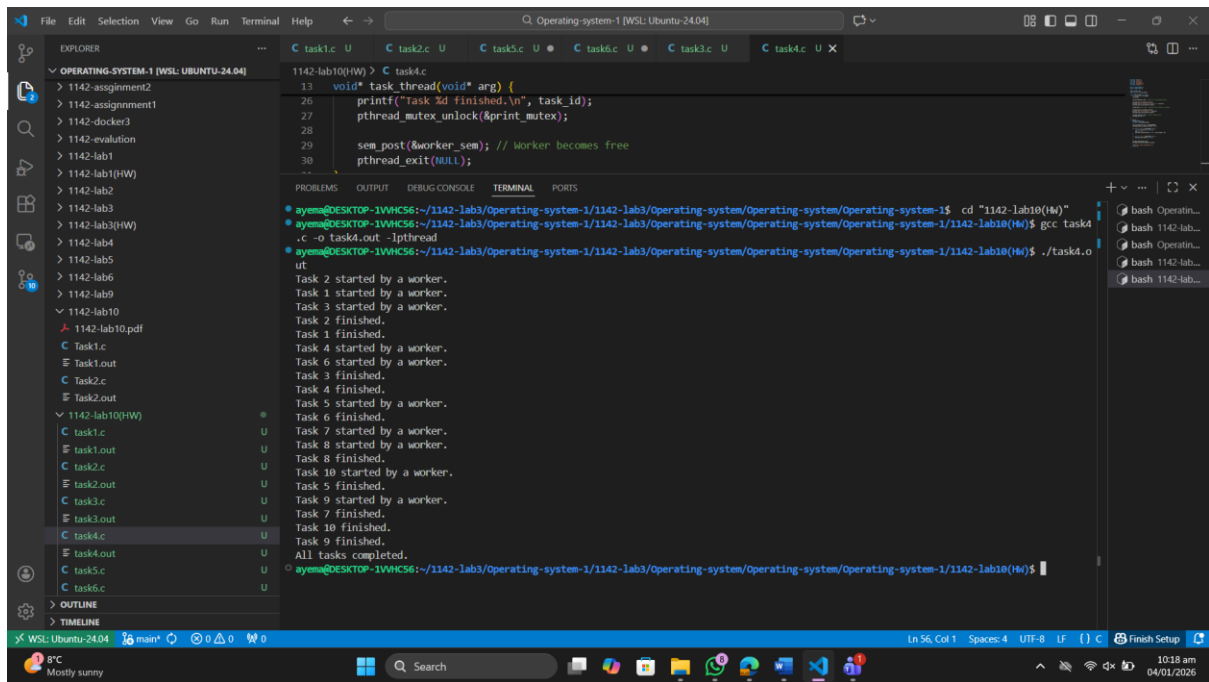 File Edit Selection View Go Run Terminal Help
Operating-system-1 [WSL: Ubuntu-24.04]
EXPLORER
OPERATING-SYSTEM-1 [WSL: UBUNTU-24.04]
1142-assginment2
1142-assignnment1
1142-docker3
1142-evalution
1142-lab1
1142-lab1(HW)
1142-lab2
1142-lab3
1142-lab3(HW)
1142-lab4
1142-lab5
1142-lab6
1142-lab9
1142-lab10
1142-lab10.pdf
C Task1.c
Task1.out
C Task2.c
Task2.out
1142-lab10(HW)
C task1.c U
task1.out U
C task2.c U
task2.out U
C task3.c U
task3.out U
C task4.c U
task4.out U
C task5.c U
C task6.c U
OUTLINE
TIMELINE
2
10
C task1.c U C task2.c U C task5.c U C task6.c U C task3.c U C task4.c U
1142-lab10(HW) > C task4.c
13 void* task_thread(void* arg) {
26 printf("Task %d finished.\n", task_id);
27 pthread_mutex_unlock(&print_mutex);
28
29 sem_post(&worker_sem); // Worker becomes free
30 pthread_exit(NULL);
PROBLEMS OUTPUT DEBUG CONSOLE TERMINAL PORTS
ayema@DESKTOP-1VVHC56:~/1142-lab3/Operating-system-1/1142-lab3/Operating-system/Operating-system/Operating-system-1$ cd "1142-lab10(HW)"
ayema@DESKTOP-1VVHC56:~/1142-lab3/Operating-system-1/1142-lab3/Operating-system/Operating-system/Operating-system-1/1142-lab10(HW)$ gcc task4
.c -o task4.out -lpthread
ayema@DESKTOP-1VVHC56:~/1142-lab3/Operating-system-1/1142-lab3/Operating-system/Operating-system/Operating-system-1/1142-lab10(HW)$ ./task4.o
ut
Task 2 started by a worker.
Task 1 started by a worker.
Task 3 started by a worker.
Task 2 finished.
Task 1 finished.
Task 4 started by a worker.
Task 6 started by a worker.
Task 3 finished.
Task 4 finished.
Task 5 started by a worker.
Task 6 finished.
Task 7 started by a worker.
Task 8 started by a worker.
Task 8 finished.
Task 10 started by a worker.
Task 5 finished.
Task 9 started by a worker.
Task 7 finished.
Task 10 finished.
Task 9 finished.
All tasks completed.
ayema@DESKTOP-1VVHC56:~/1142-lab3/Operating-system-1/1142-lab3/Operating-system/Operating-system/Operating-system-1/1142-lab10(HW)$
bash Operatin...
bash 1142-lab...
bash Operatin...
bash 1142-lab...
bash 1142-lab...
WSL: Ubuntu-24.04 main* 0 0 0 Ln 56, Col 1 Spaces: 4 UTF-8 LF {} C Finish Setup
1 8°C
Mostly sunny
Search
8
1
10:18 am
04/01/2026